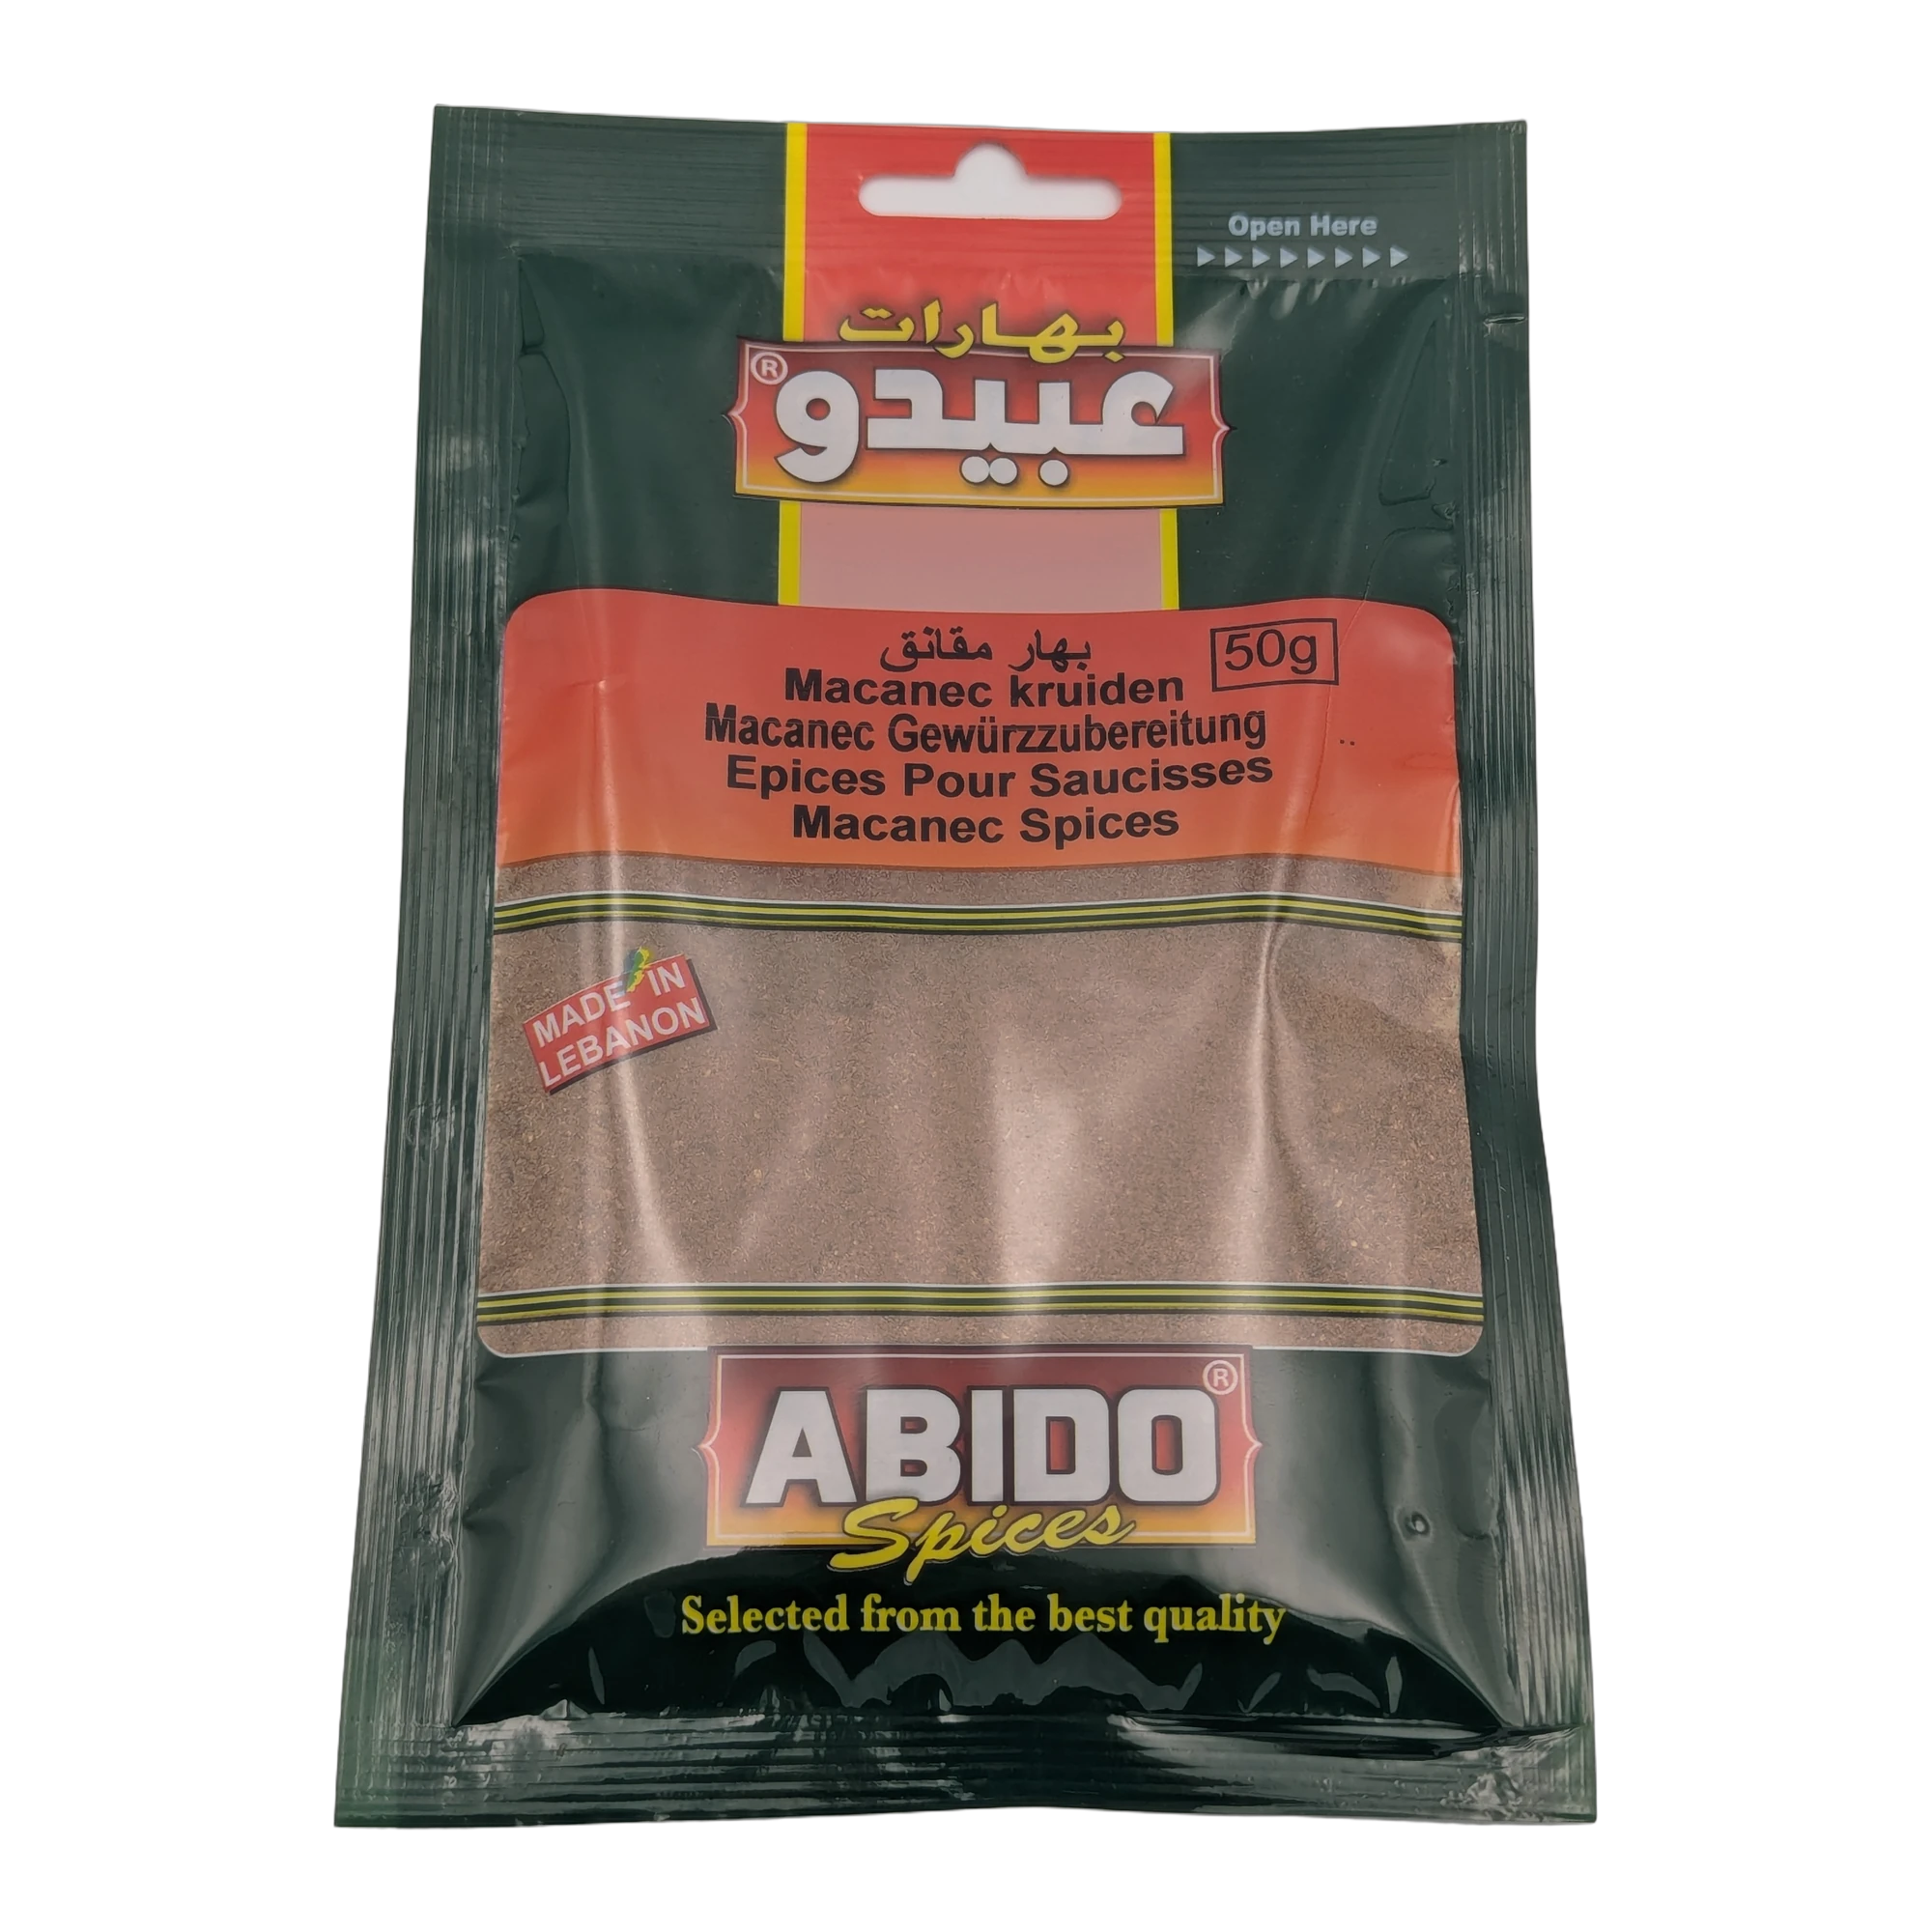 Open Here
بهارات
عبيدو®
بهار مقانق
50g
Macanec kruiden
Macanec Gewürzzubereitung
Epices Pour Saucisses
Macanec Spices
MADE IN
LEBANON
ABIDO®
Spices
Selected from the best quality